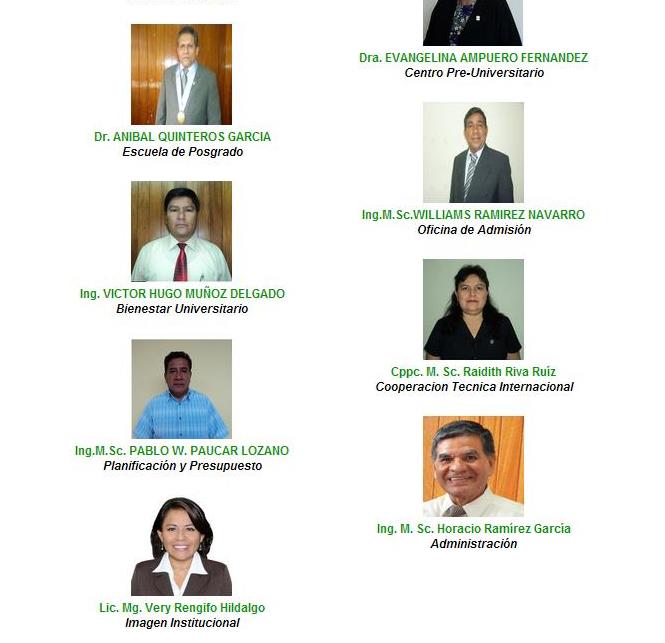 Dr. ANIBAL QUINTEROS GARCIA
Escuela de Posgrado
Ing. VICTOR HUGO MUÑOZ DELGADO
Bienestar Universitario
Ing.M.Sc. PABLO W. PAUCAR LOZANO
Planificación y Presupuesto
Lic. Mg. Very Rengifo Hildalgo
Imagen Institucional
Dra. EVANGELINA AMPUERO FERNANDEZ
Centro Pre-Universitario
Ing.M.Sc.WILLIAMS RAMIREZ NAVARRO
Oficina de Admisión
Cppc. M. Sc. Raidith Riva Ruíz
Cooperacion Tecnica Internacional
Ing. M. Sc. Horacio Ramírez García
Administración